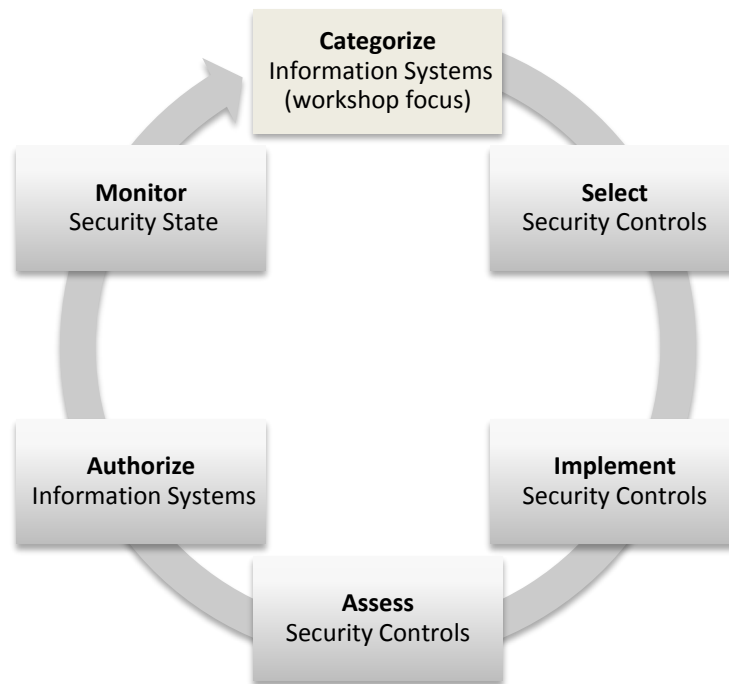 Categorize
Information Systems
(workshop focus)
Select
Security Controls
Implement
Security Controls
Assess
Security Controls
Authorize
Information Systems
Monitor
Security State